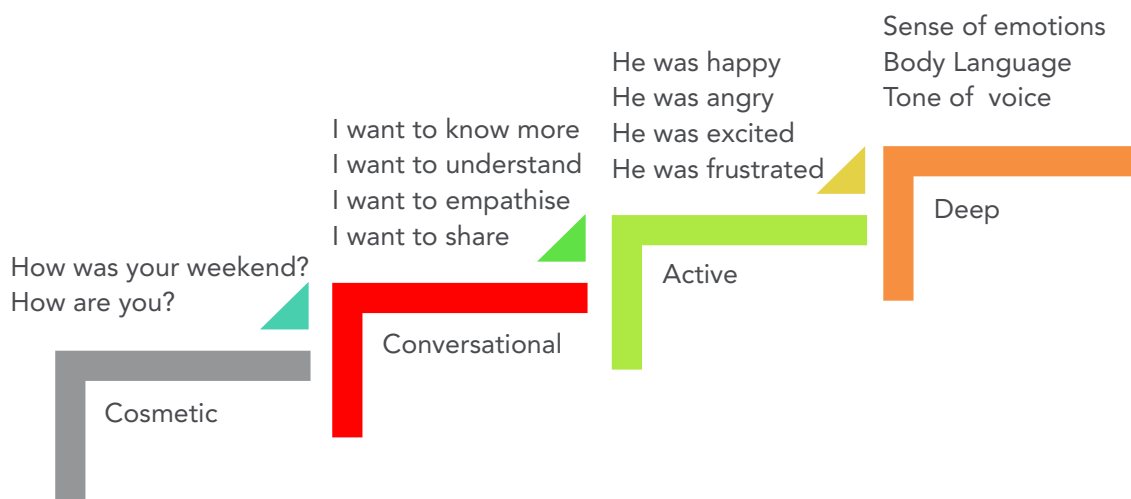 How was your weekend?
How are you?
Cosmetic
I want to know more
I want to understand
I want to empathise
I want to share
Conversational
He was happy
He was angry
He was excited
He was frustrated
Active
Sense of emotions
Body Language
Tone of voice
Deep